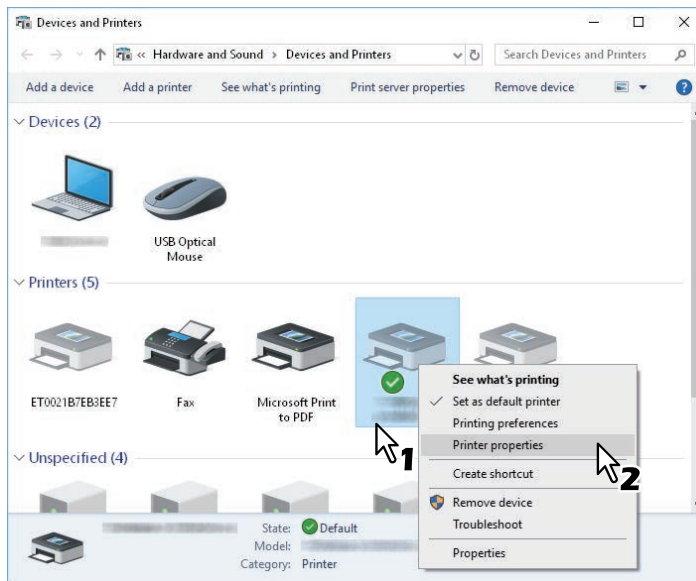 Devices and Printers
« Hardware and Sound > Devices and Printers
Search Devices and Printers
Add a device Add a printer See what's printing Print server properties Remove device
Devices (2)
USB Optical
Mouse
Printers (5)
ET0021B7EB3EE7
Fax
Microsoft Print
to PDF
See what's printing
Set as default printer
Printing preferences
Printer properties
Create shortcut
Remove device
Troubleshoot
Properties
1
2
Unspecified (4)
State: Default
Model:
Category: Printer